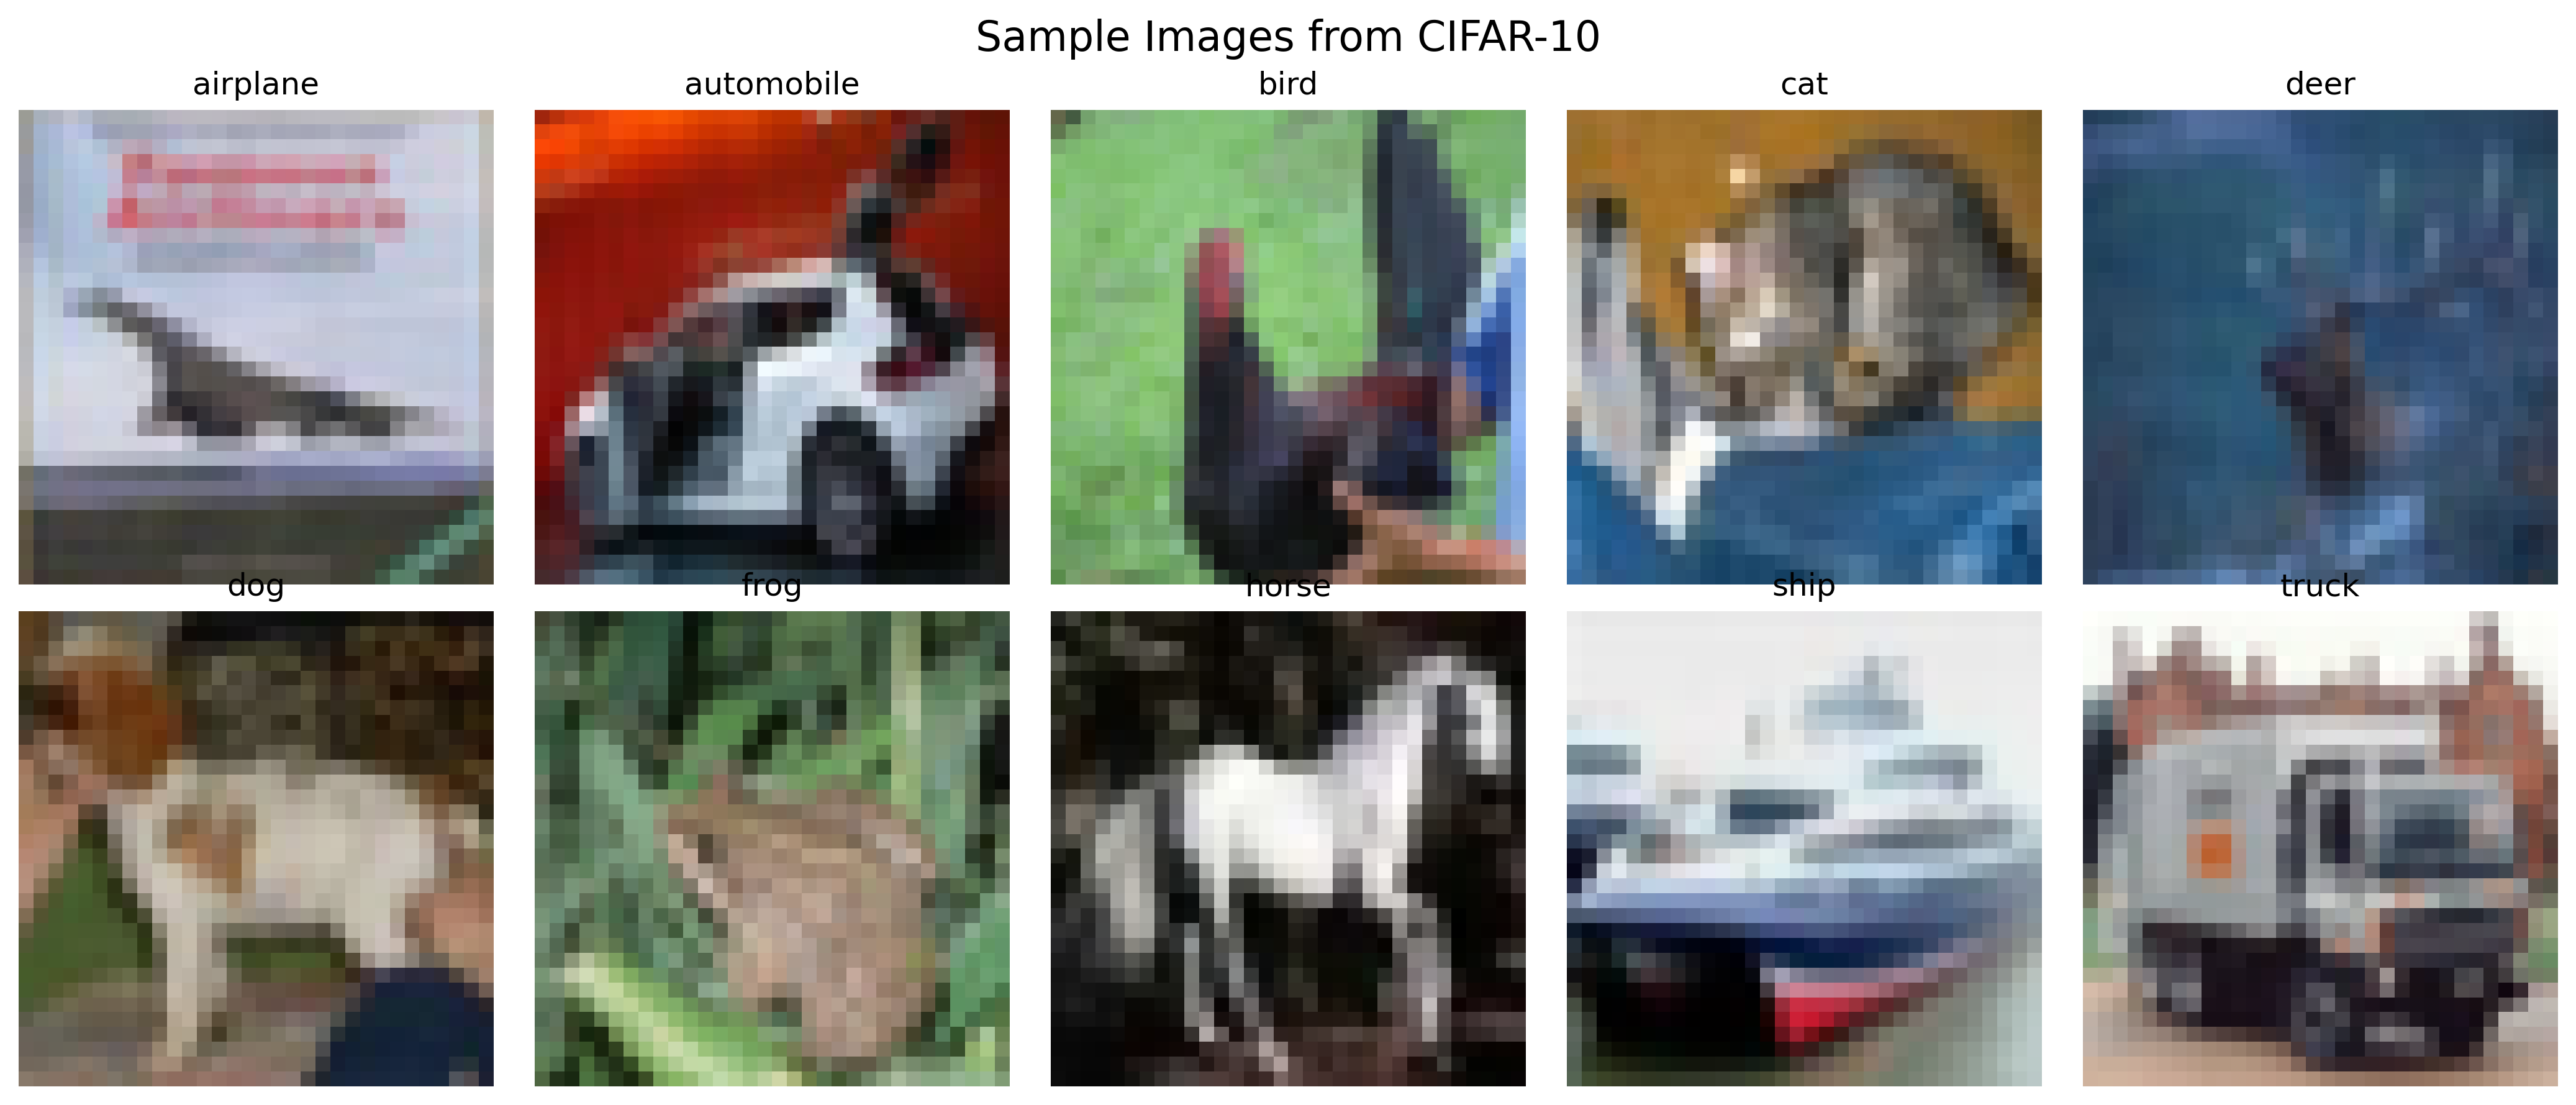 Sample Images from CIFAR-10
airplane automobile bird cat deer
dog frog horse ship truck